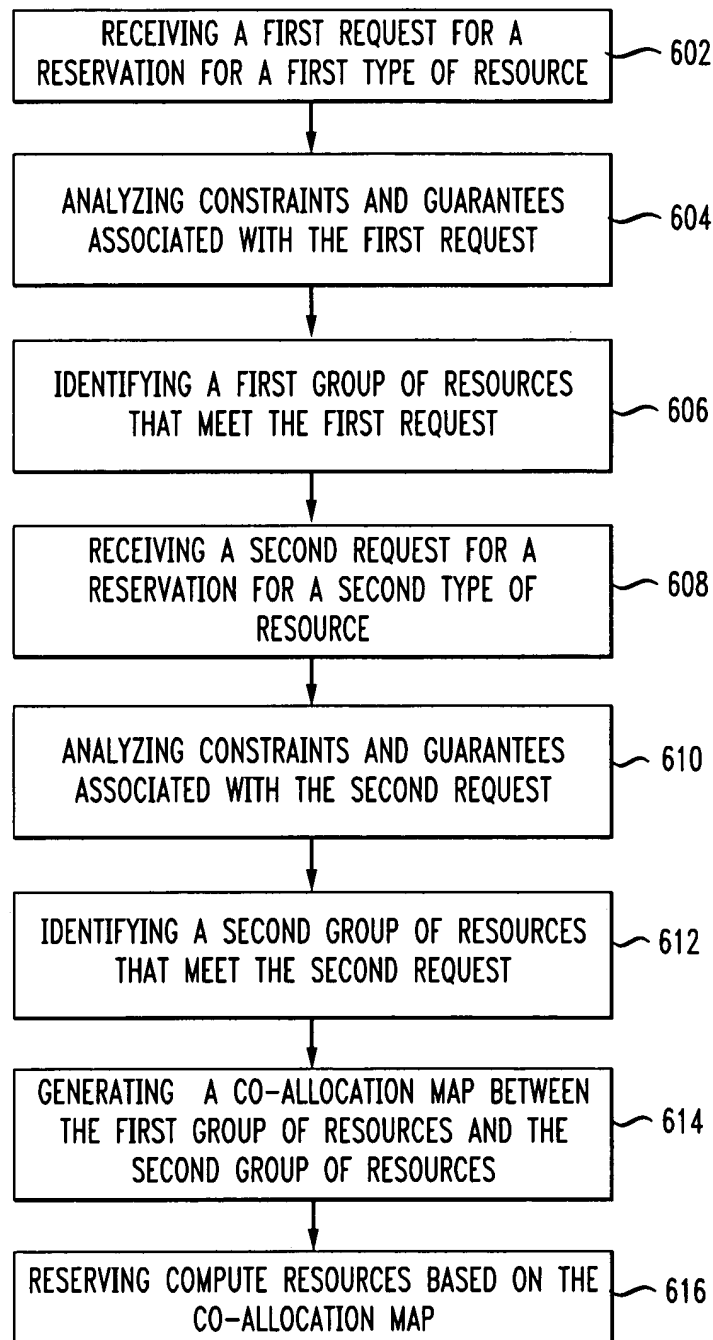 RECEIVING A FIRST REQUEST FOR A
RESERVATION FOR A FIRST TYPE OF RESOURCE
602
ANALYZING CONSTRAINTS AND GUARANTEES
ASSOCIATED WITH THE FIRST REQUEST
604
IDENTIFYING A FIRST GROUP OF RESOURCES
THAT MEET THE FIRST REQUEST
606
RECEIVING A SECOND REQUEST FOR A
RESERVATION FOR A SECOND TYPE OF
RESOURCE
608
ANALYZING CONSTRAINTS AND GUARANTEES
ASSOCIATED WITH THE SECOND REQUEST
610
IDENTIFYING A SECOND GROUP OF RESOURCES
THAT MEET THE SECOND REQUEST
612
GENERATING A CO-ALLOCATION MAP BETWEEN
THE FIRST GROUP OF RESOURCES AND THE
SECOND GROUP OF RESOURCES
614
RESERVING COMPUTE RESOURCES BASED ON THE
CO-ALLOCATION MAP
616